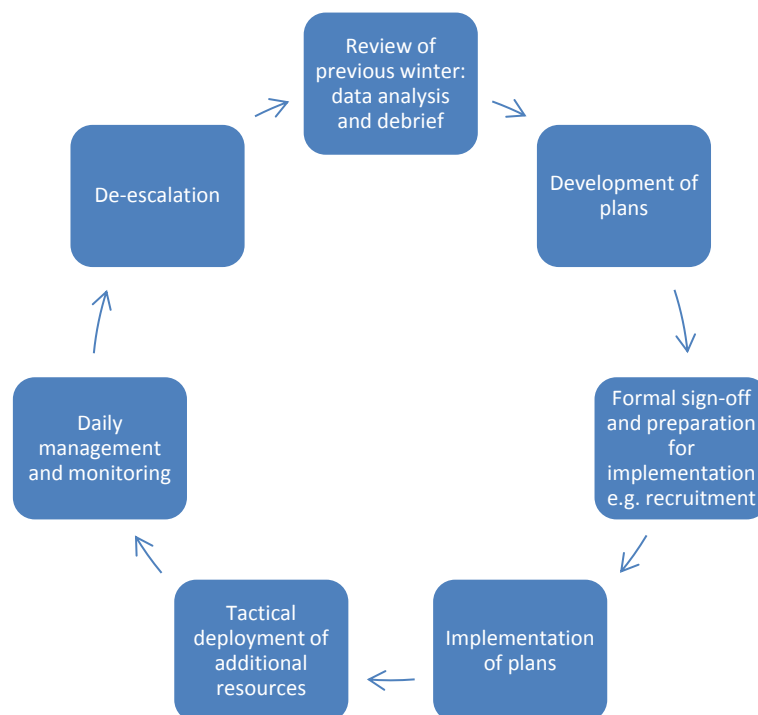 Review of
previous winter:
data analysis
and debrief
Development of
plans
Formal sign-off
and preparation
for
implementation
e.g. recruitment
Implementation
of plans
Tactical
deployment of
additional
resources
Daily
management
and monitoring
De-escalation